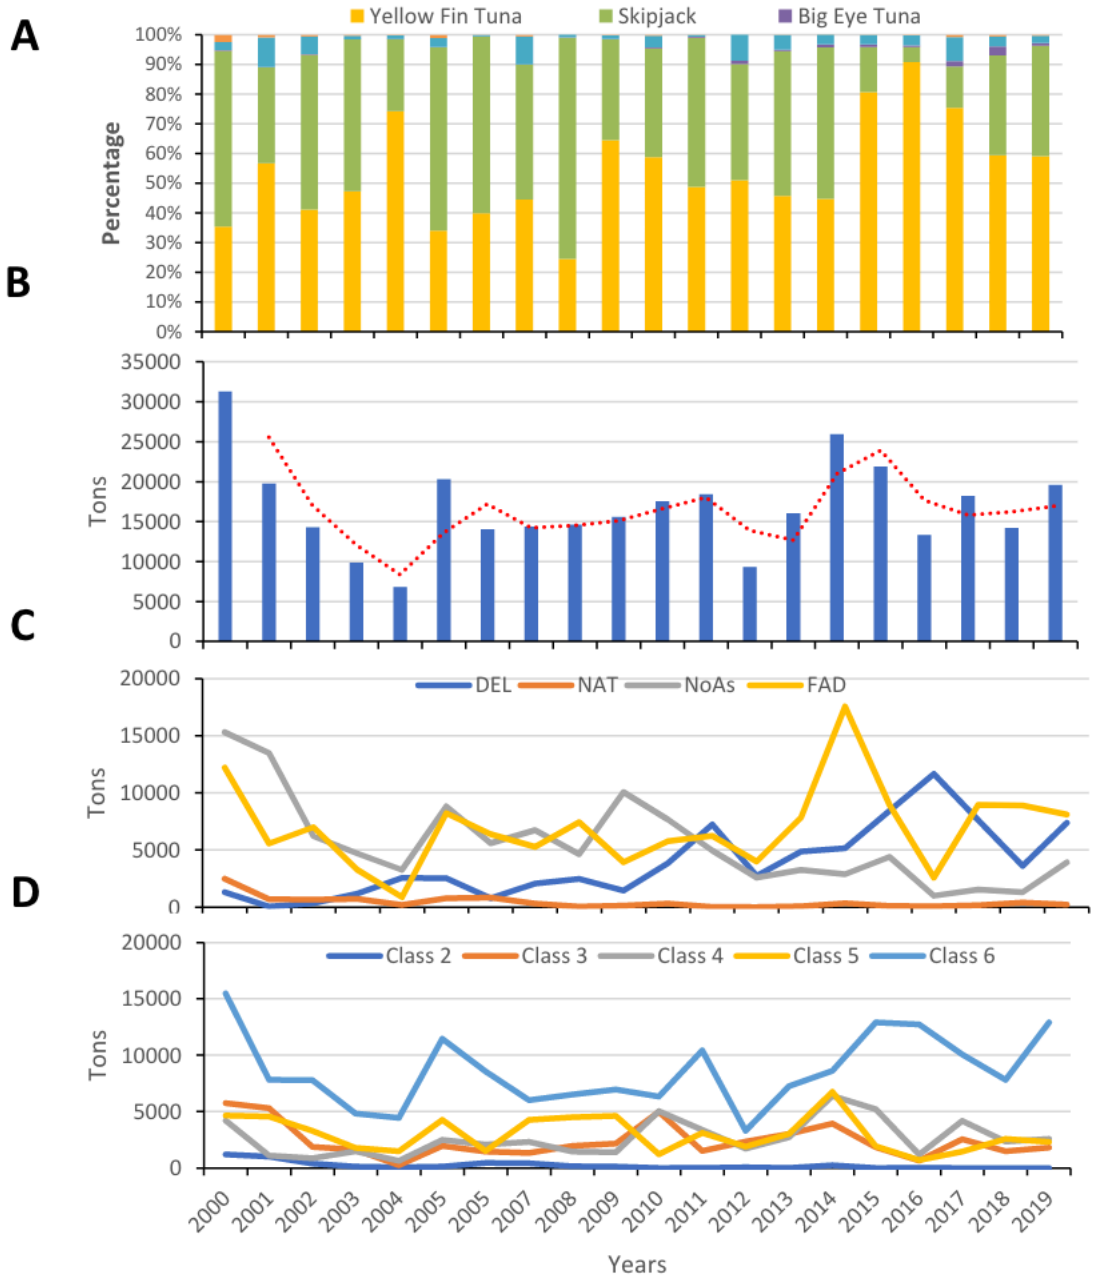 A
Yellow Fin Tuna Skipjack Big Eye Tuna
100%
90%
80%
70%
60%
50%
40%
30%
20%
10%
0%
Percentage
B
35000
30000
25000
20000
15000
10000
5000
0
Tons
C
20000
15000
10000
5000
0
Tons
DEL NAT NoAs FAD
D
20000
15000
10000
5000
0
Tons
Class 2 Class 3 Class 4 Class 5 Class 6
2000 2001 2002 2003 2004 2005 2005 2007 2008 2009 2010 2011 2012 2013 2014 2015 2016 2017 2018 2019
Years